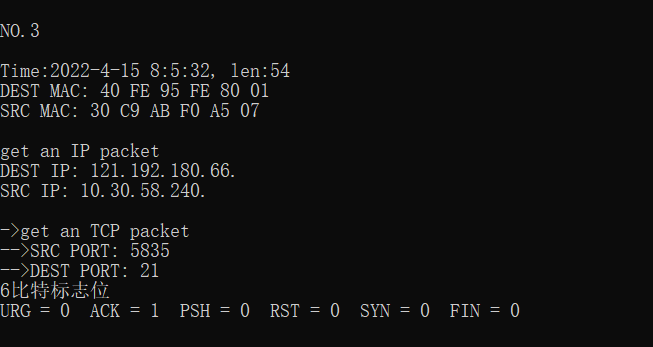 NO.3
Time:2022-4-15 8:5:32, len:54
DEST MAC: 40 FE 95 FE 80 01
SRC MAC: 30 C9 AB F0 A5 07
get an IP packet
DEST IP: 121.192.180.66.
SRC IP: 10.30.58.240.
->get an TCP packet
-->SRC PORT: 5835
-->DEST PORT: 21
6比特标志位
URG = 0  ACK = 1  PSH = 0  RST = 0  SYN = 0  FIN = 0